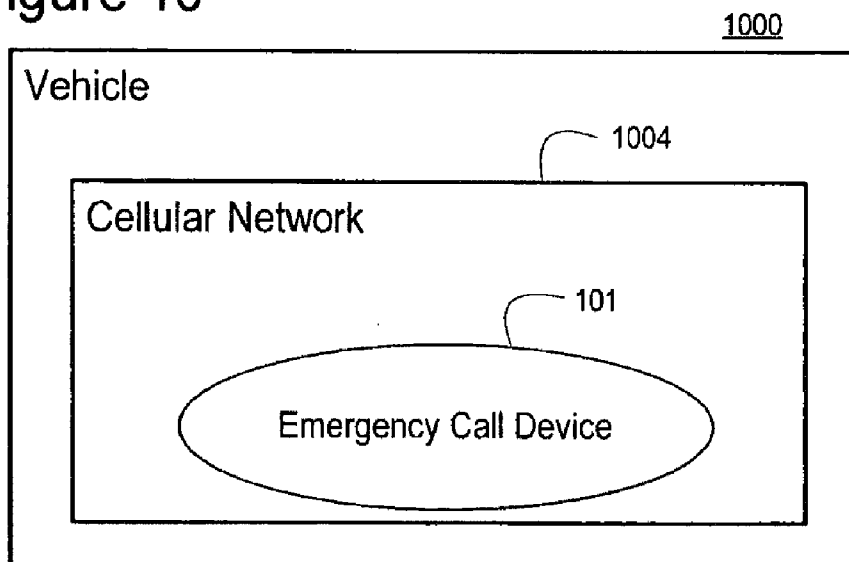 igure 10
1000
Vehicle
1004
Cellular Network
101
Emergency Call Device